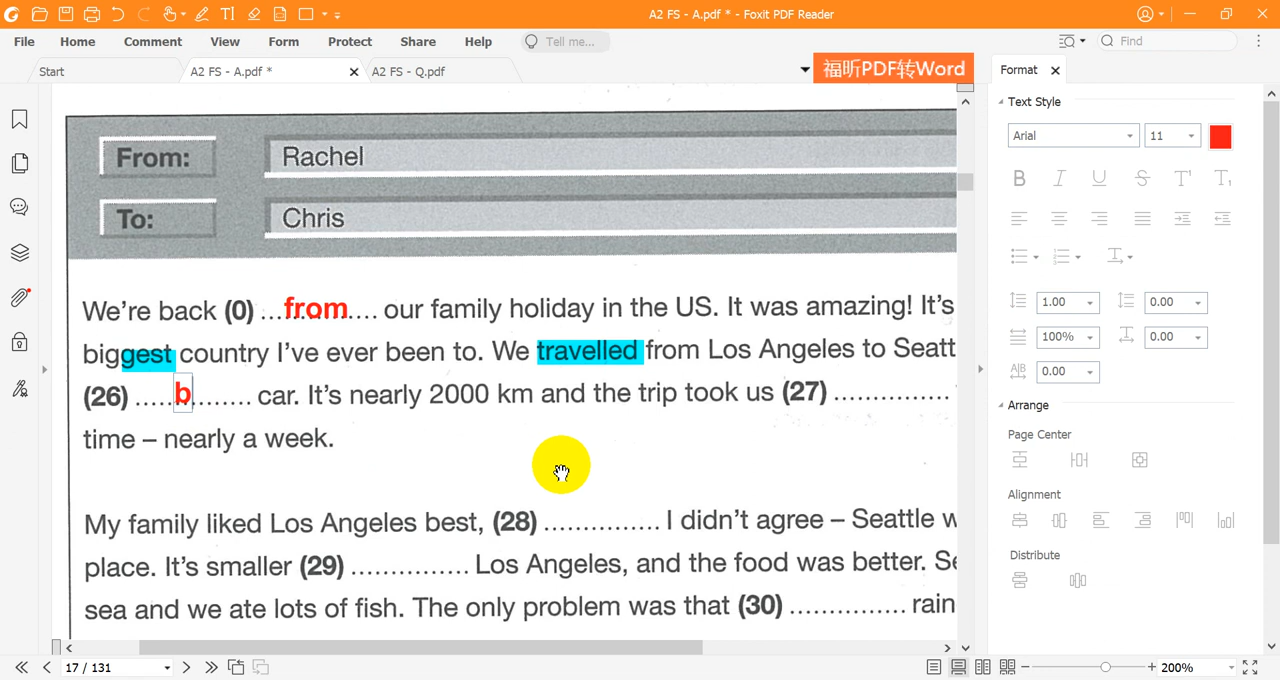 A2 FS - A.pdf * - Foxit PDF Reader
File Home Comment View Form Protect Share Help Tell me... Find
Start A2 FS - A.pdf * A2 FS - Q.pdf 福昕PDF转Word Format
Text Style
Arial 11
1.00 0.00
100% 0.00
0.00
Arrange
Page Center
Alignment
Distribute
From: Rachel
To: Chris
We're back (0) ...from.... our family holiday in the US. It was amazing! It's
biggest country I've ever been to. We travelled from Los Angeles to Seatt
(26) .....b........ car. It's nearly 2000 km and the trip took us (27) ...............
time – nearly a week.
My family liked Los Angeles best, (28) ............... I didn't agree – Seattle w
place. It's smaller (29) ............... Los Angeles, and the food was better. Se
sea and we ate lots of fish. The only problem was that (30) ............... rain
17 / 131 200%